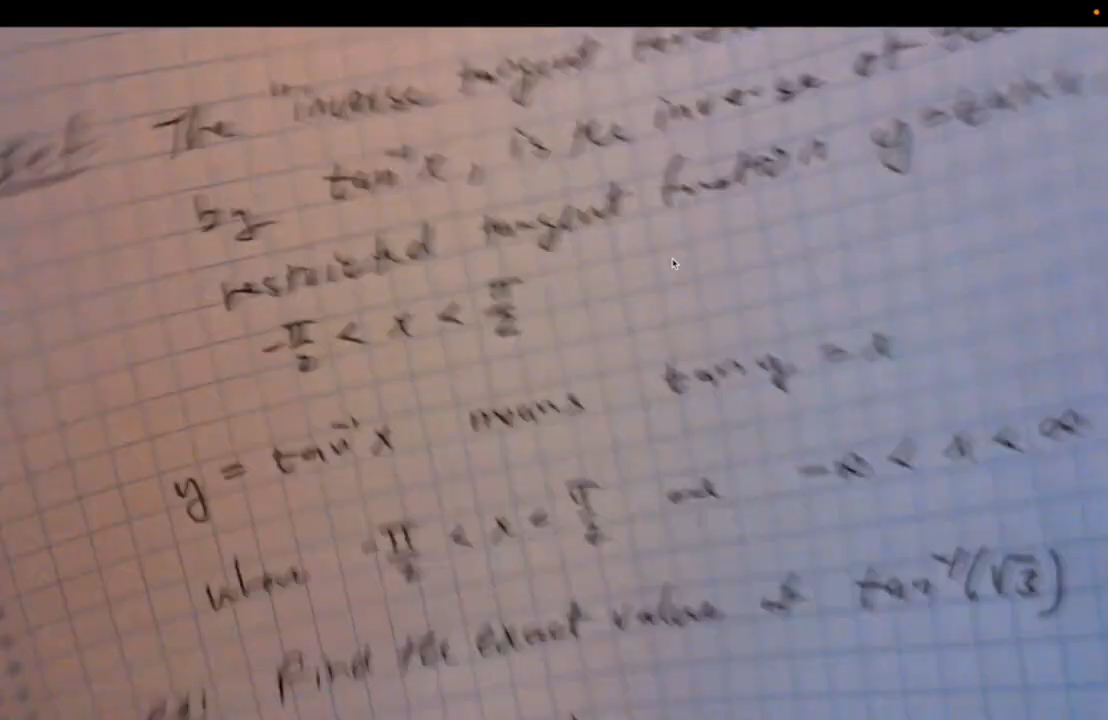 The inverse tangent
by tan⁻¹x, is the inverse of the
restricted tangent function y = tan x
-π/2 < x < π/2
y = tan⁻¹x means tan y = x
where -π/2 < x < π/2 and -∞ < x < ∞
Find the exact value of tan⁻¹(√3)